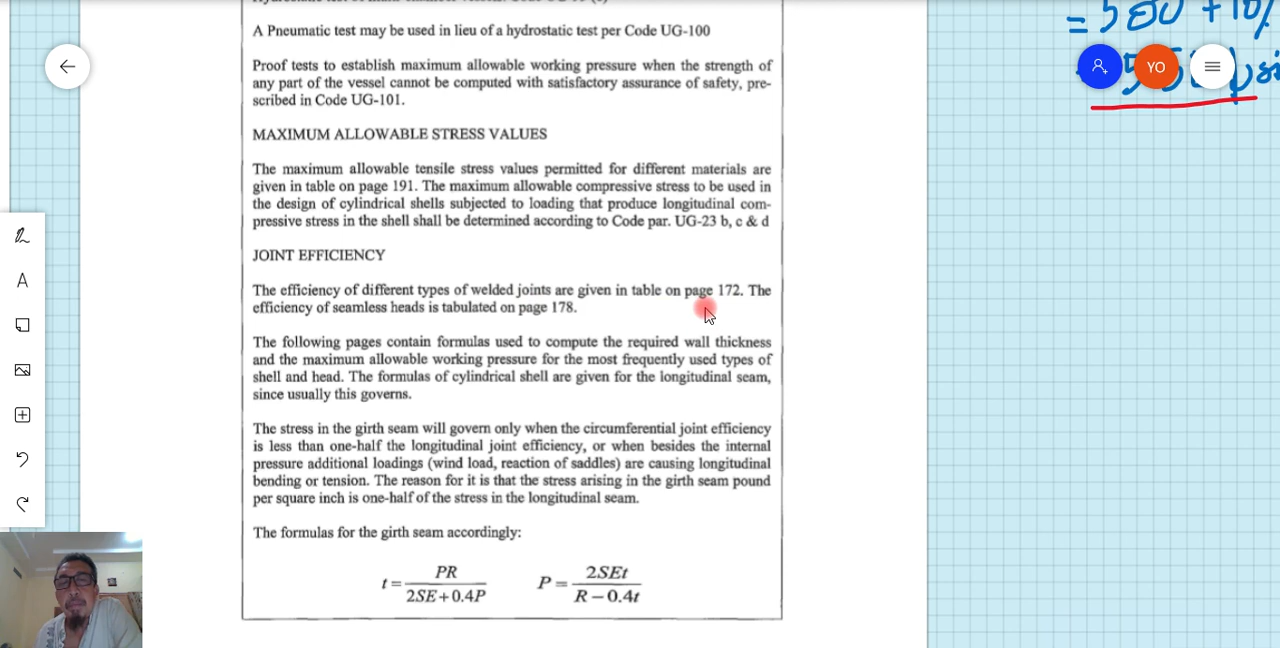 A Pneumatic test may be used in lieu of a hydrostatic test per Code UG-100
Proof tests to establish maximum allowable working pressure when the strength of
any part of the vessel cannot be computed with satisfactory assurance of safety, pre-
scribed in Code UG-101.
MAXIMUM ALLOWABLE STRESS VALUES
The maximum allowable tensile stress values permitted for different materials are
given in table on page 191. The maximum allowable compressive stress to be used in
the design of cylindrical shells subjected to loading that produce longitudinal com-
pressive stress in the shell shall be determined according to Code par. UG-23 b, c & d
JOINT EFFICIENCY
The efficiency of different types of welded joints are given in table on page 172. The
efficiency of seamless heads is tabulated on page 178.
The following pages contain formulas used to compute the required wall thickness
and the maximum allowable working pressure for the most frequently used types of
shell and head. The formulas of cylindrical shell are given for the longitudinal seam,
since usually this governs.
The stress in the girth seam will govern only when the circumferential joint efficiency
is less than one-half the longitudinal joint efficiency, or when besides the internal
pressure additional loadings (wind load, reaction of saddles) are causing longitudinal
bending or tension. The reason for it is that the stress arising in the girth seam pound
per square inch is one-half of the stress in the longitudinal seam.
The formulas for the girth seam accordingly:
t = PR / 2SE + 0.4P P = 2SEt / R − 0.4t
YO
A